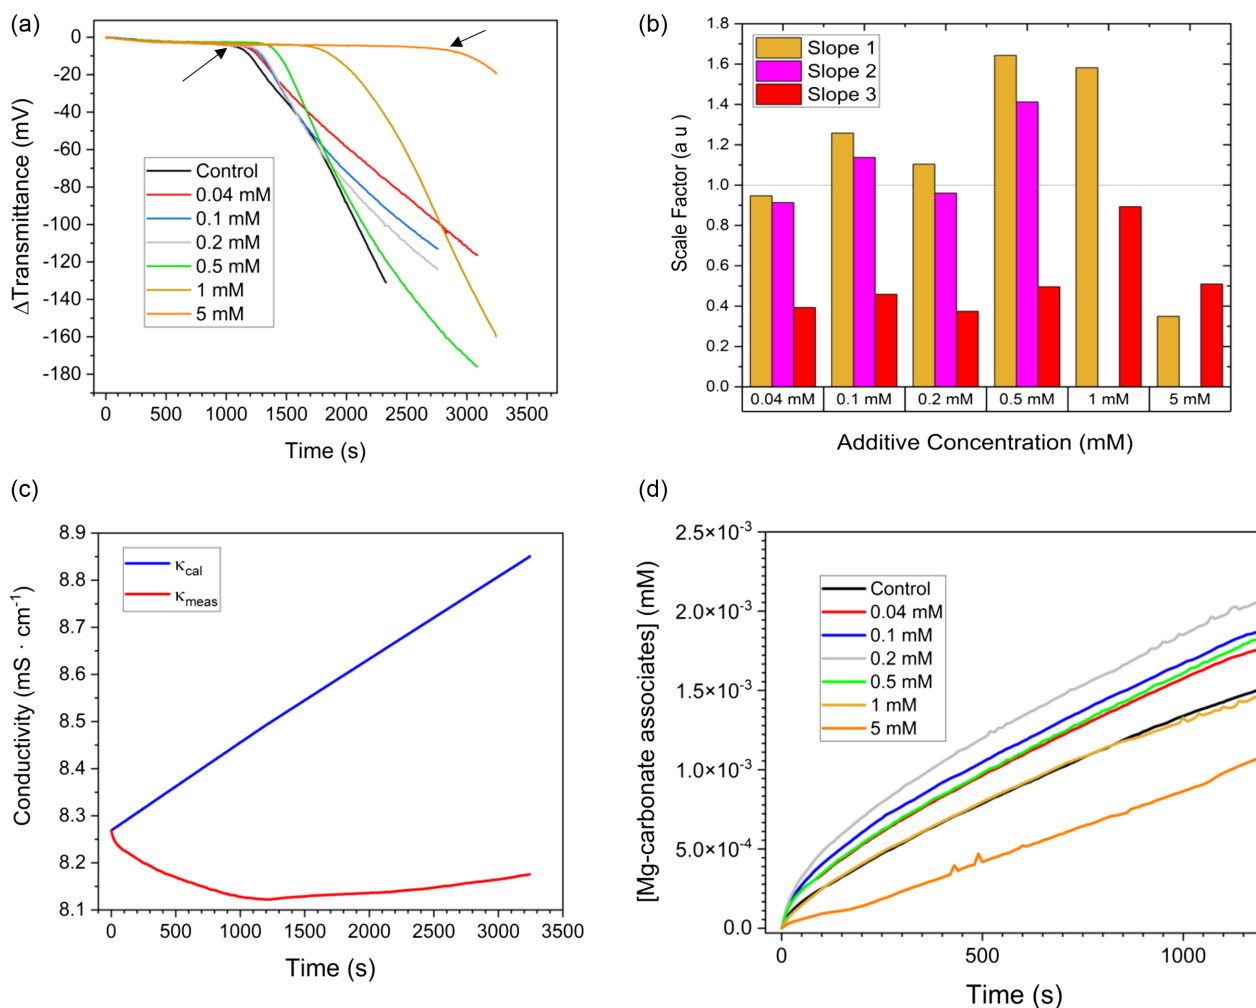 (a)
0
-20
-40
-60
-80
-100
-120
-140
-160
-180
ΔTransmittance (mV)
Control
0.04 mM
0.1 mM
0.2 mM
0.5 mM
1 mM
5 mM
0 500 1000 1500 2000 2500 3000 3500
Time (s)
(b)
1.8
1.6
1.4
1.2
1.0
0.8
0.6
0.4
0.2
0.0
Scale Factor (a u )
Slope 1
Slope 2
Slope 3
0.04 mM 0.1 mM 0.2 mM 0.5 mM 1 mM 5 mM
Additive Concentration (mM)
(c)
8.9
8.8
8.7
8.6
8.5
8.4
8.3
8.2
8.1
Conductivity (mS · cm⁻¹)
κcal
κmeas
0 500 1000 1500 2000 2500 3000 3500
Time (s)
(d)
2.5×10⁻³
2.0×10⁻³
1.5×10⁻³
1.0×10⁻³
5.0×10⁻⁴
0.0
[Mg-carbonate associates] (mM)
Control
0.04 mM
0.1 mM
0.2 mM
0.5 mM
1 mM
5 mM
0 500 1000
Time (s)